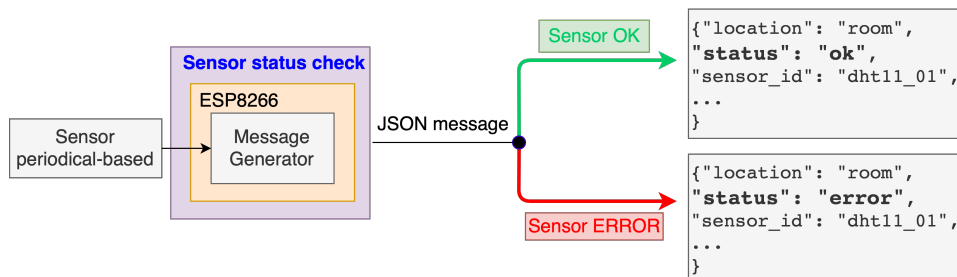 Sensor
periodical-based
Sensor status check
ESP8266
Message
Generator
JSON message
Sensor OK
{"location": "room",
"status": "ok",
"sensor_id": "dht11_01",
...
}
Sensor ERROR
{"location": "room",
"status": "error",
"sensor_id": "dht11_01",
...
}